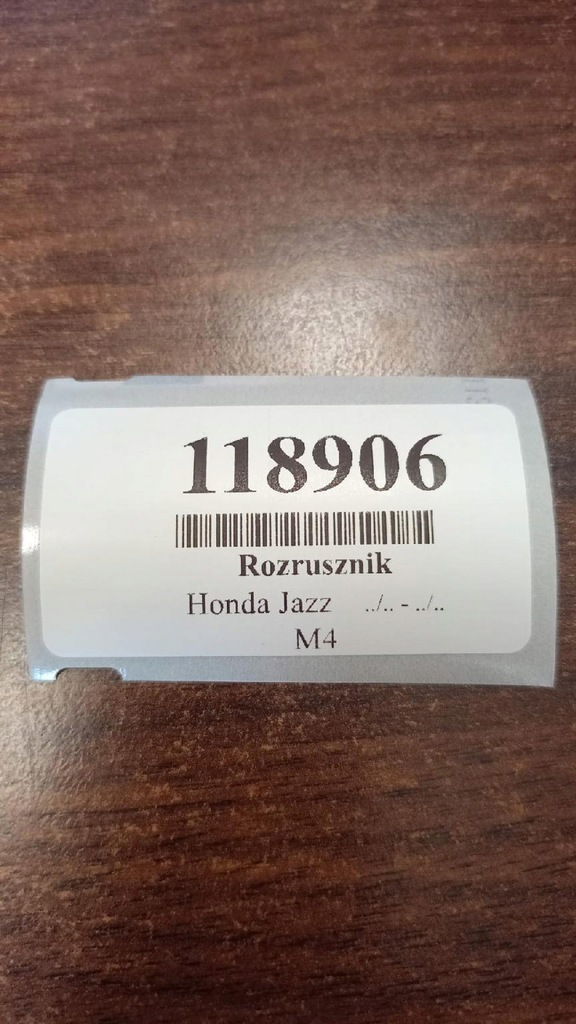 118906
Rozrusznik
Honda Jazz ../.. - ../..
M4